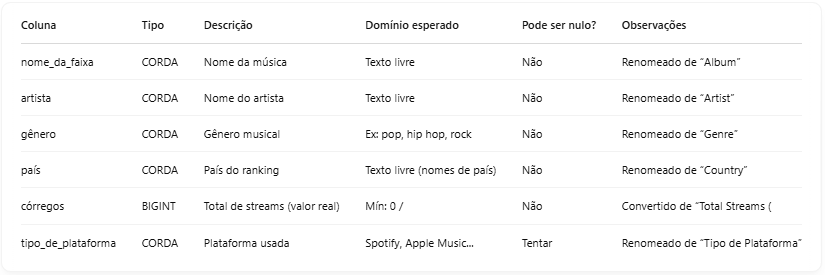 Coluna Tipo Descrição Domínio esperado Pode ser nulo? Observações
nome_da_faixa CORDA Nome da música Texto livre Não Renomeado de “Album”
artista CORDA Nome do artista Texto livre Não Renomeado de “Artist”
gênero CORDA Gênero musical Ex: pop, hip hop, rock Não Renomeado de “Genre”
país CORDA País do ranking Texto livre (nomes de país) Não Renomeado de “Country”
córregos BIGINT Total de streams (valor real) Mín: 0 / Não Convertido de “Total Streams (
tipo_de_plataforma CORDA Plataforma usada Spotify, Apple Music... Tentar Renomeado de “Tipo de Plataforma”